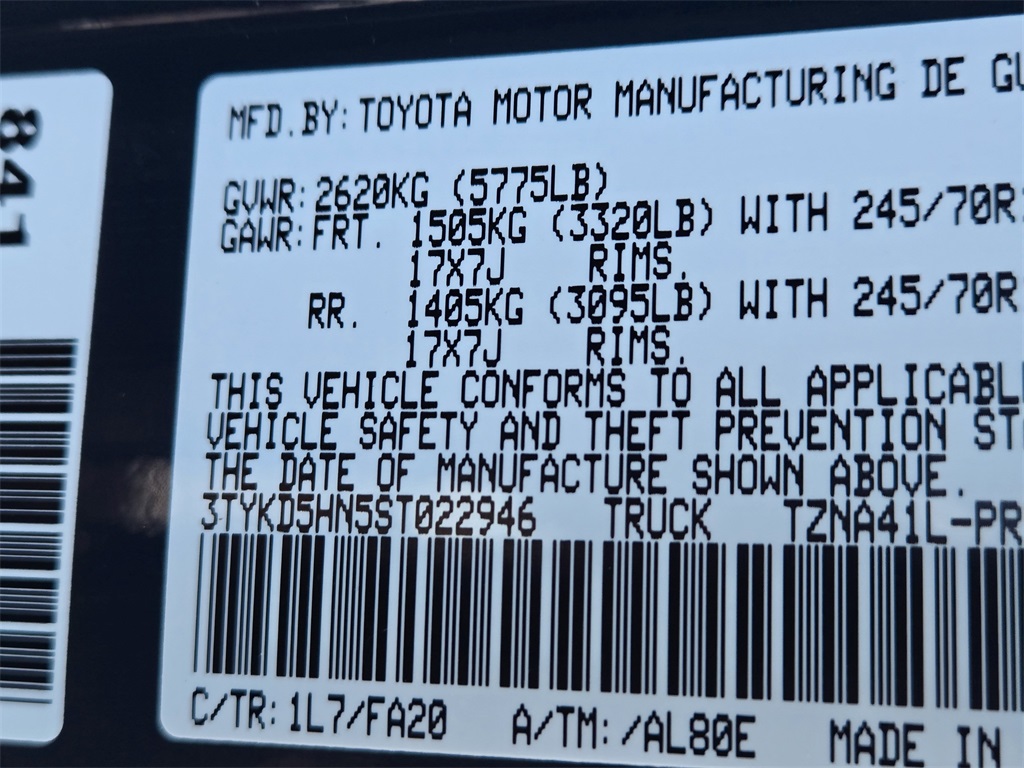 841
MFD.BY: TOYOTA MOTOR MANUFACTURING DE
GVWR: 2620KG (5775LB)
GAWR: FRT. 1505KG (3320LB) WITH 245/70R
17X7J RIMS.
RR. 1405KG (3095LB) WITH 245/70R
17X7J RIMS.
THIS VEHICLE CONFORMS TO ALL APPLICABL
VEHICLE SAFETY AND THEFT PREVENTION ST
THE DATE OF MANUFACTURE SHOWN ABOVE.
3TYKD5HN5ST022946 TRUCK TZNA41L-PR
C/TR: 1L7/FA20 A/TM: /AL80E MADE IN